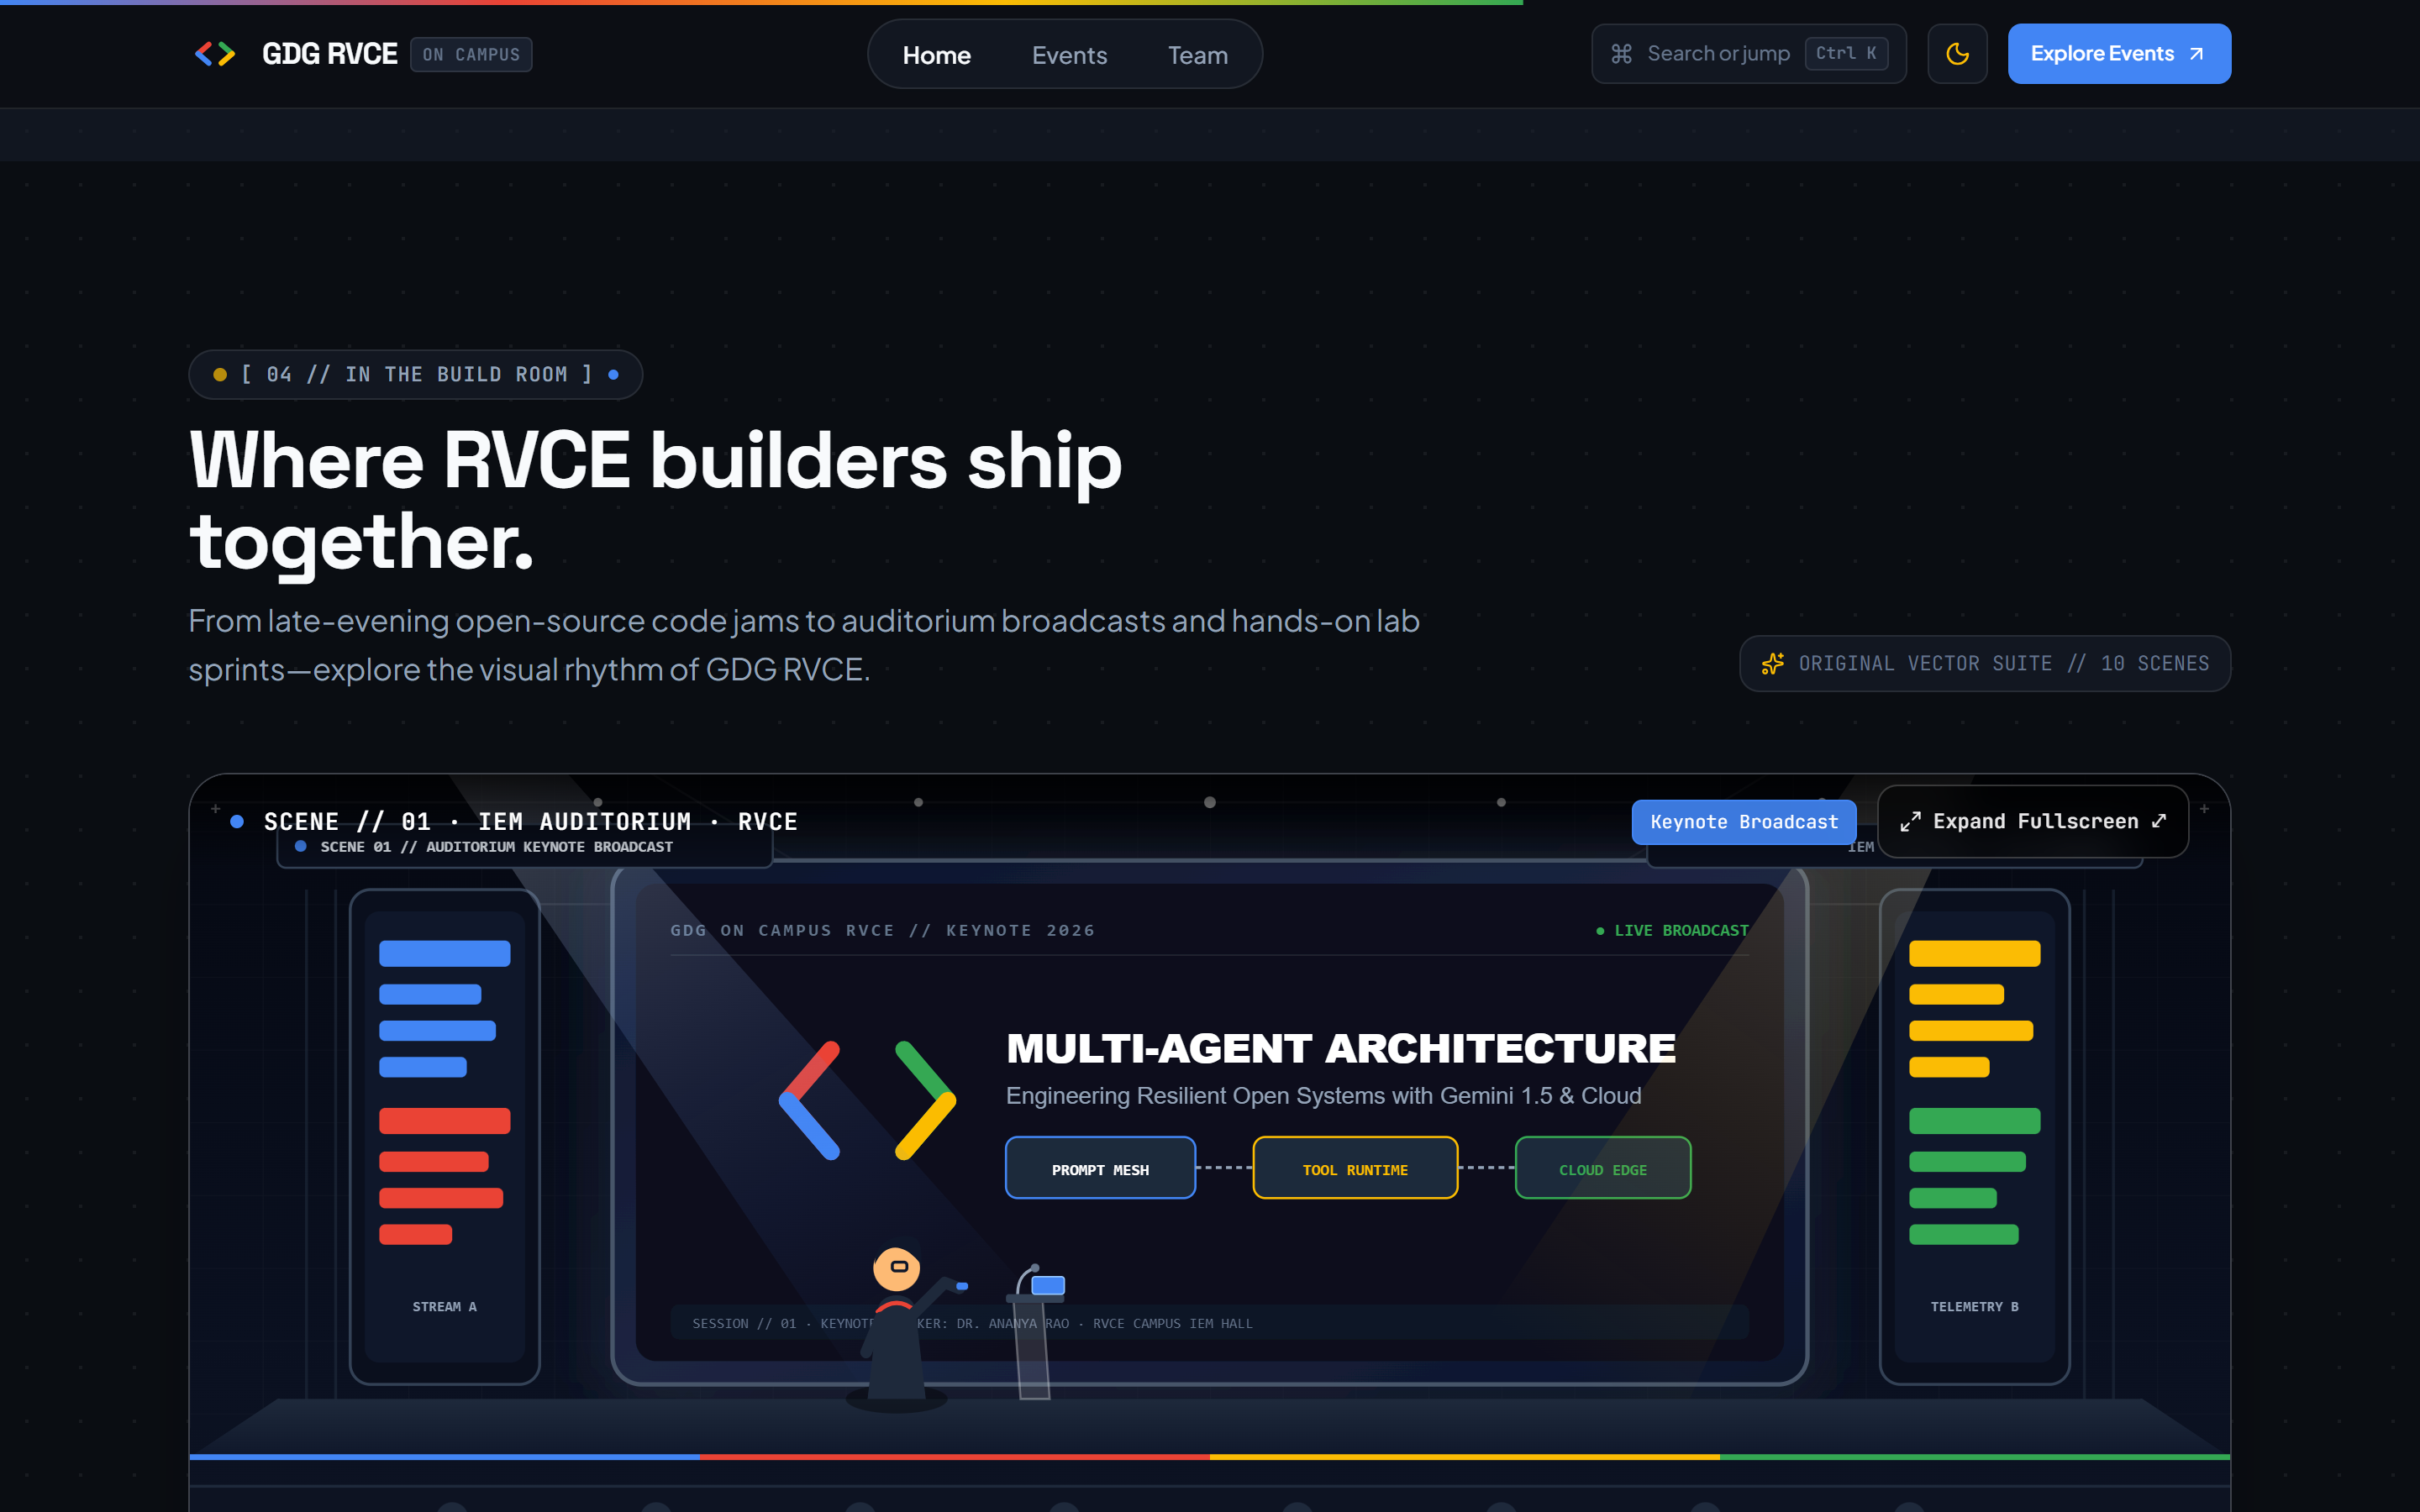 GDG RVCE ON CAMPUS
Home Events Team
Search or jump Ctrl K
Explore Events
[ 04 // IN THE BUILD ROOM ]
Where RVCE builders ship
together.
From late-evening open-source code jams to auditorium broadcasts and hands-on lab
sprints—explore the visual rhythm of GDG RVCE.
ORIGINAL VECTOR SUITE // 10 SCENES
SCENE // 01 · IEM AUDITORIUM · RVCE
Keynote Broadcast
Expand Fullscreen
SCENE 01 // AUDITORIUM KEYNOTE BROADCAST
IEM
GDG ON CAMPUS RVCE // KEYNOTE 2026
LIVE BROADCAST
MULTI-AGENT ARCHITECTURE
Engineering Resilient Open Systems with Gemini 1.5 & Cloud
PROMPT MESH
TOOL RUNTIME
CLOUD EDGE
STREAM A
TELEMETRY B
SESSION // 01 · KEYNOTE KER: DR. ANANYA RAO · RVCE CAMPUS IEM HALL